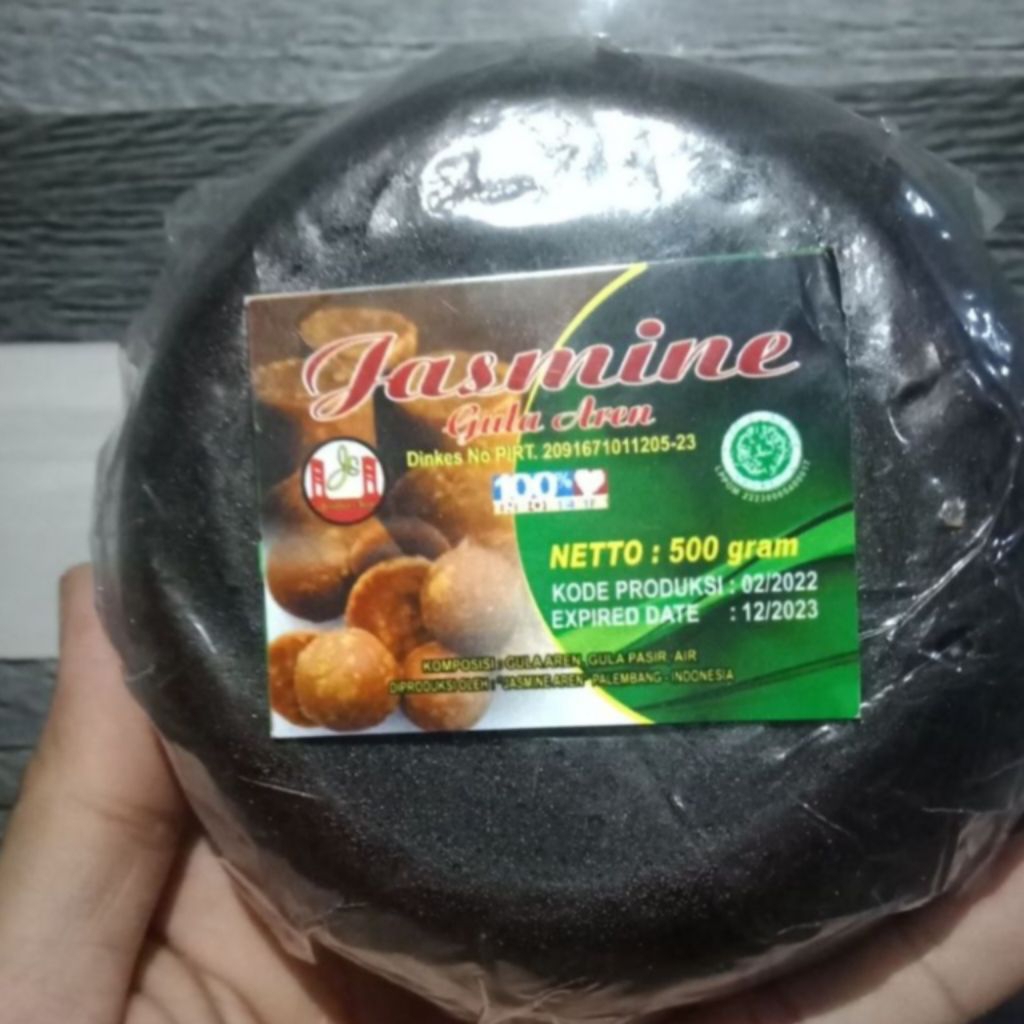 Jasmine
Gula Aren
Dinkes No PIRT. 2091671011205-23
100%
NETTO : 500 gram
KODE PRODUKSI : 02/2022
EXPIRED DATE : 12/2023
KOMPOSISI : GULA AREN, GULA PASIR, AIR
DIPRODUKSI OLEH : "JASMINE AREN - PALEMBANG - INDONESIA